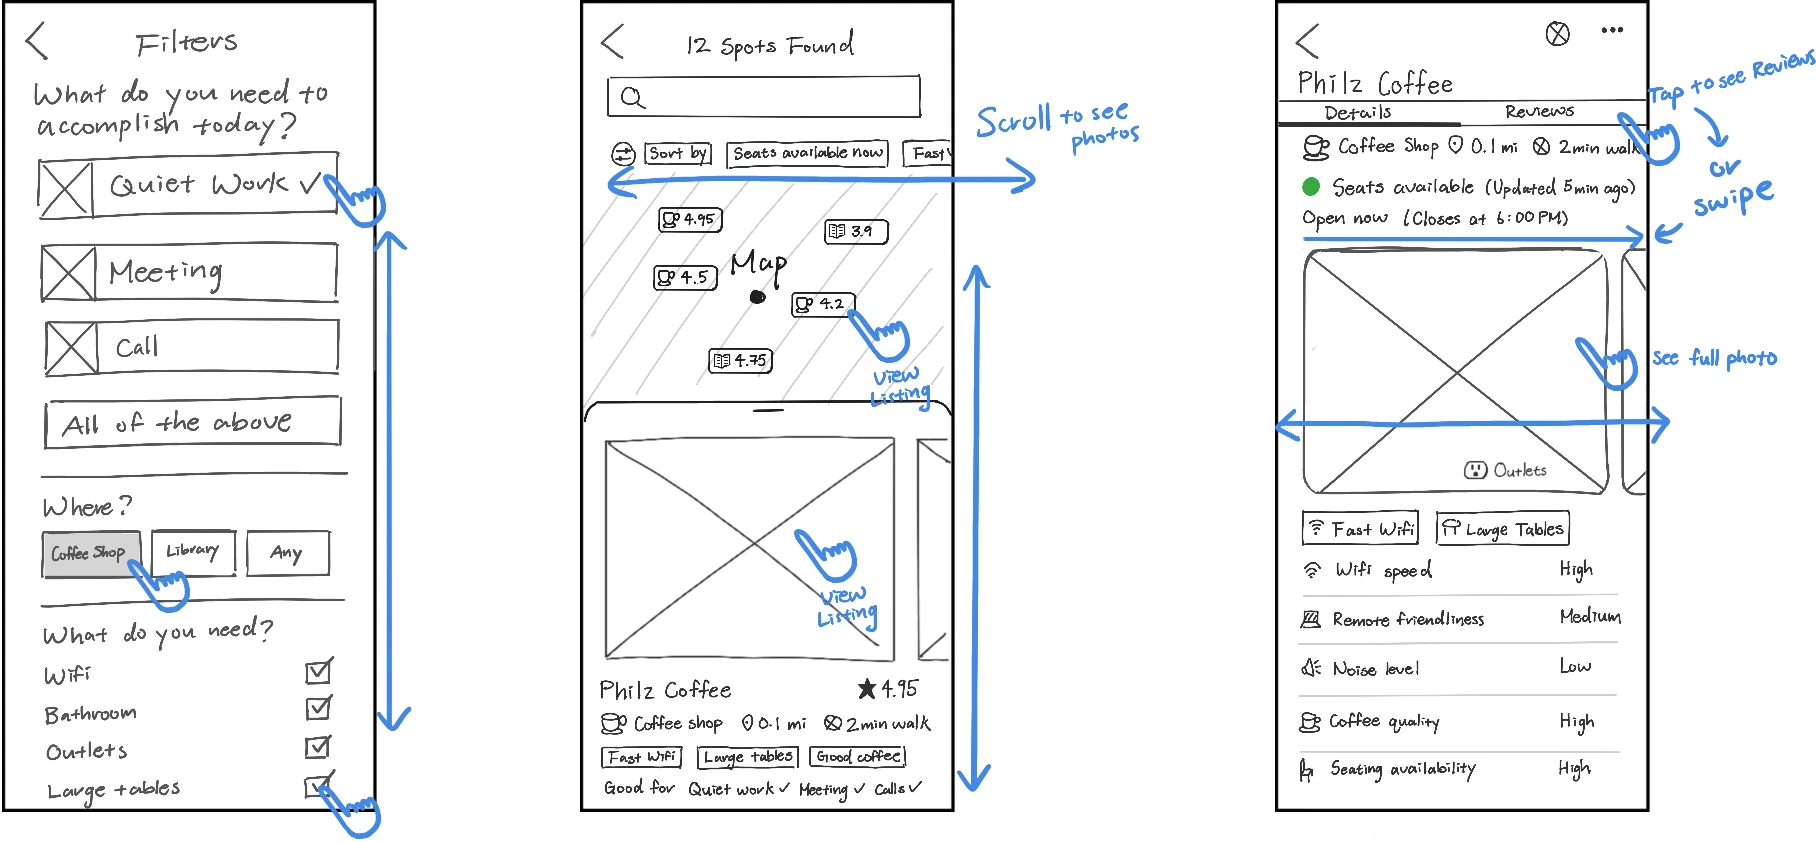 Filters
What do you need to
accomplish today?
Quiet Work ✓
Meeting
Call
All of the above
Where?
Coffee Shop
Library
Any
What do you need?
Wifi
Bathroom
Outlets
Large tables
12 Spots Found
Sort by
Seats available now
Fast
Scroll to see
photos
4.95
3.9
Map
4.5
4.2
4.75
View
Listing
View
Listing
Philz Coffee
★ 4.95
Coffee shop
0.1 mi
2min walk
Fast Wifi
Large tables
Good coffee
Good for Quiet work ✓ Meeting ✓ Calls ✓
Philz Coffee
Details
Reviews
Tap to see Reviews
or
swipe
Coffee Shop
0.1 mi
2min walk
Seats available (Updated 5min ago)
Open now (Closes at 6:00 PM)
See full photo
Outlets
Fast Wifi
Large Tables
Wifi speed High
Remote friendliness Medium
Noise level Low
Coffee quality High
Seating availability High